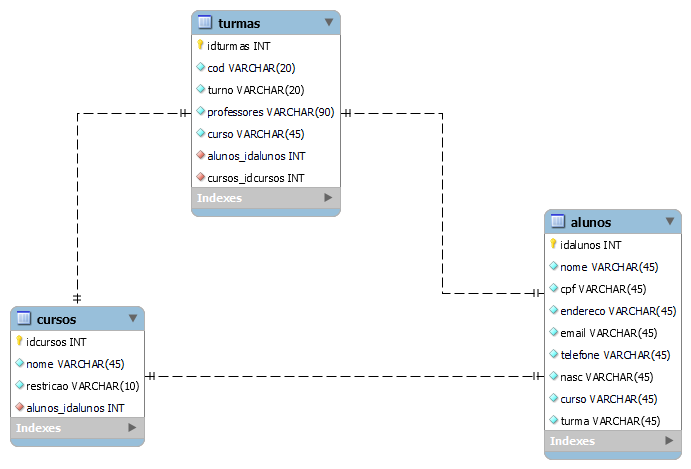 turmas
idturmas INT
cod VARCHAR(20)
turno VARCHAR(20)
professores VARCHAR(90)
curso VARCHAR(45)
alunos_idalunos INT
cursos_idcursos INT
Indexes
alunos
idalunos INT
nome VARCHAR(45)
cpf VARCHAR(45)
endereco VARCHAR(45)
email VARCHAR(45)
telefone VARCHAR(45)
nasc VARCHAR(45)
curso VARCHAR(45)
turma VARCHAR(45)
Indexes
cursos
idcursos INT
nome VARCHAR(45)
restricao VARCHAR(10)
alunos_idalunos INT
Indexes